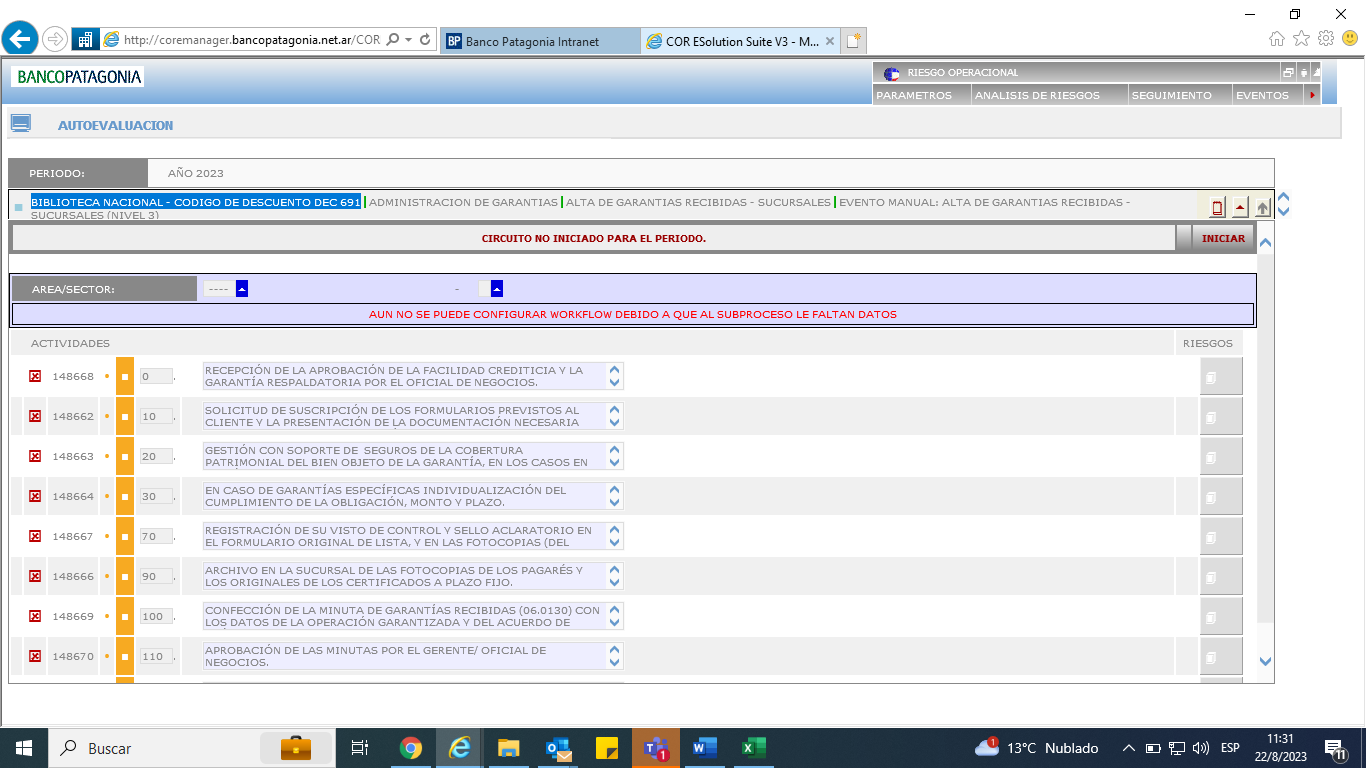 http://coremanager.bancopatagonia.net.ar/COR
BP Banco Patagonia Intranet
COR ESolution Suite V3 - M...
BANCOPATAGONIA
RIESGO OPERACIONAL
PARAMETROS
ANALISIS DE RIESGOS
SEGUIMIENTO
EVENTOS
AUTOEVALUACION
PERIODO:
AÑO 2023
BIBLIOTECA NACIONAL - CODIGO DE DESCUENTO DEC 691 | ADMINISTRACION DE GARANTIAS | ALTA DE GARANTIAS RECIBIDAS - SUCURSALES | EVENTO MANUAL: ALTA DE GARANTIAS RECIBIDAS -
SUCURSALES (NIVEL 3)
CIRCUITO NO INICIADO PARA EL PERIODO.
INICIAR
AREA/SECTOR:
----
-
AUN NO SE PUEDE CONFIGURAR WORKFLOW DEBIDO A QUE AL SUBPROCESO LE FALTAN DATOS
ACTIVIDADES
RIESGOS
148668
0 .
RECEPCIÓN DE LA APROBACIÓN DE LA FACILIDAD CREDITICIA Y LA
GARANTÍA RESPALDATORIA POR EL OFICIAL DE NEGOCIOS.
148662
10 .
SOLICITUD DE SUSCRIPCIÓN DE LOS FORMULARIOS PREVISTOS AL
CLIENTE Y LA PRESENTACIÓN DE LA DOCUMENTACIÓN NECESARIA
148663
20 .
GESTIÓN CON SOPORTE DE SEGUROS DE LA COBERTURA
PATRIMONIAL DEL BIEN OBJETO DE LA GARANTÍA, EN LOS CASOS EN
148664
30 .
EN CASO DE GARANTÍAS ESPECÍFICAS INDIVIDUALIZACIÓN DEL
CUMPLIMIENTO DE LA OBLIGACIÓN, MONTO Y PLAZO.
148667
70 .
REGISTRACIÓN DE SU VISTO DE CONTROL Y SELLO ACLARATORIO EN
EL FORMULARIO ORIGINAL DE LISTA, Y EN LAS FOTOCOPIAS (DEL
148666
90 .
ARCHIVO EN LA SUCURSAL DE LAS FOTOCOPIAS DE LOS PAGARÉS Y
LOS ORIGINALES DE LOS CERTIFICADOS A PLAZO FIJO.
148669
100 .
CONFECCIÓN DE LA MINUTA DE GARANTÍAS RECIBIDAS (06.0130) CON
LOS DATOS DE LA OPERACIÓN GARANTIZADA Y DEL ACUERDO DE
148670
110 .
APROBACIÓN DE LAS MINUTAS POR EL GERENTE/ OFICIAL DE
NEGOCIOS.
Buscar
1
1
13°C Nublado
ESP
11:31
22/8/2023
11